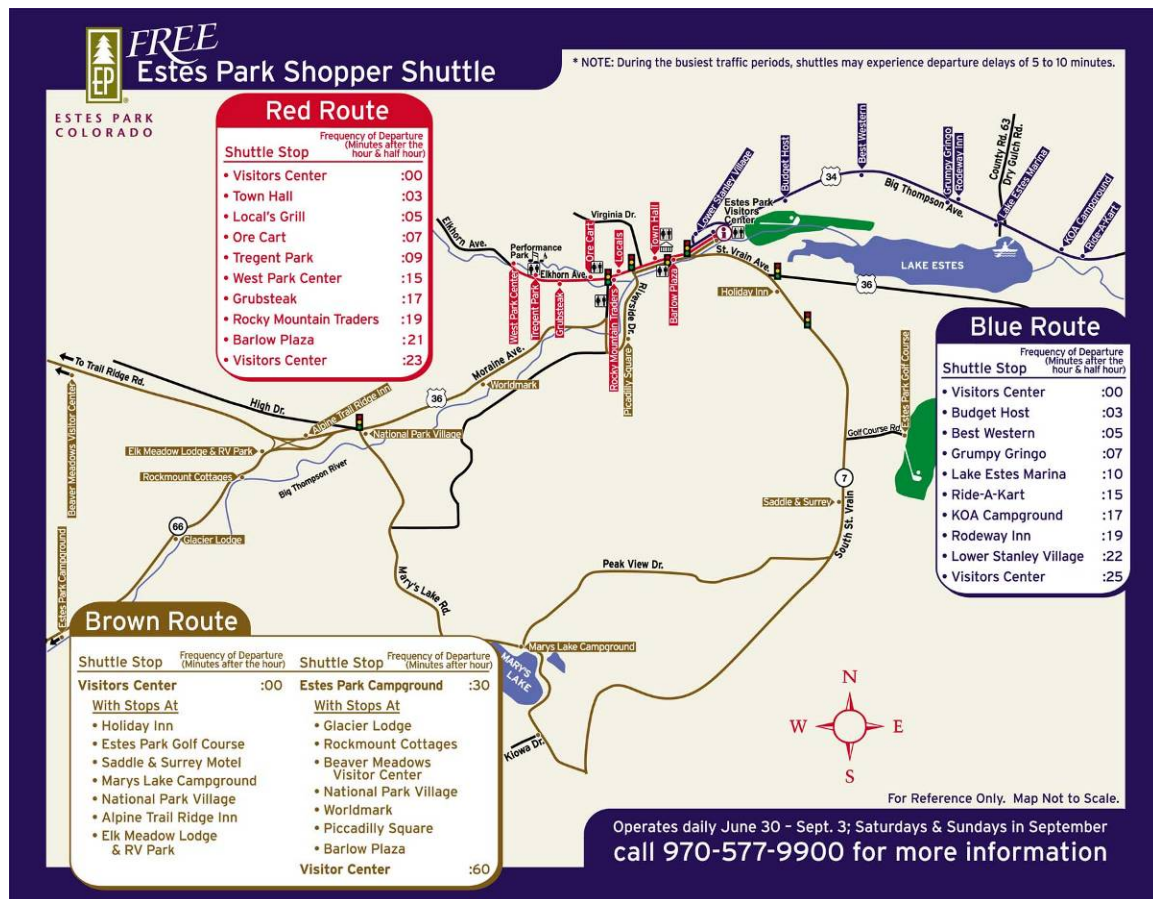 FREE
Estes Park Shopper Shuttle
EP
ESTES PARK
COLORADO
* NOTE: During the busiest traffic periods, shuttles may experience departure delays of 5 to 10 minutes.
Red Route
Frequency of Departure
(Minutes after the
hour & half hour)
Shuttle Stop
• Visitors Center :00
• Town Hall :03
• Local's Grill :05
• Ore Cart :07
• Tregent Park :09
• West Park Center :15
• Grubsteak :17
• Rocky Mountain Traders :19
• Barlow Plaza :21
• Visitors Center :23
Elkhorn Ave.
Performance
Park
Elkhorn Ave.
Virginia Dr.
West Park Center
Tregent Park
Grubsteak
Ore Cart
Locals
Rocky Mountain Traders
Riverside Dr.
Picadilly Square
Town Hall
Barlow Plaza
Lower Stanley Village
Estes Park
Visitors
Center
i
Budget Host
Best Western
34
Big Thompson Ave.
Grumpy Gringo
Rodeway Inn
County Rd. 63
Dry Gulch Rd.
Lake Estes Marina
KOA Campground
Ride-A-Kart
LAKE ESTES
St. Vrain Ave.
36
Holiday Inn
Blue Route
Frequency of Departure
(Minutes after the
hour & half hour)
Shuttle Stop
• Visitors Center :00
• Budget Host :03
• Best Western :05
• Grumpy Gringo :07
• Lake Estes Marina :10
• Ride-A-Kart :15
• KOA Campground :17
• Rodeway Inn :19
• Lower Stanley Village :22
• Visitors Center :25
To Trail Ridge Rd.
Beaver Meadows Visitor Center
High Dr.
Alpine Trail Ridge Inn
Moraine Ave.
36
Worldmark
National Park Village
Elk Meadow Lodge & RV Park
Rockmount Cottages
Big Thompson River
66
Glacier Lodge
Estes Park Campground
Mary's Lake Rd.
Golf Course Rd.
Estes Park Golf Course
7
Saddle & Surrey
South St. Vrain
Peak View Dr.
Marys Lake Campground
MARY'S
LAKE
Kiowa Dr.
Brown Route
Shuttle Stop
Frequency of Departure
(Minutes after the hour)
Visitors Center :00
With Stops At
• Holiday Inn
• Estes Park Golf Course
• Saddle & Surrey Motel
• Marys Lake Campground
• National Park Village
• Alpine Trail Ridge Inn
• Elk Meadow Lodge
& RV Park
Shuttle Stop
Frequency of Departure
(Minutes after hour)
Estes Park Campground :30
With Stops At
• Glacier Lodge
• Rockmount Cottages
• Beaver Meadows
Visitor Center
• National Park Village
• Worldmark
• Piccadilly Square
• Barlow Plaza
Visitor Center :60
N
W
E
S
For Reference Only. Map Not to Scale.
Operates daily June 30 – Sept. 3; Saturdays & Sundays in September
call 970-577-9900 for more information